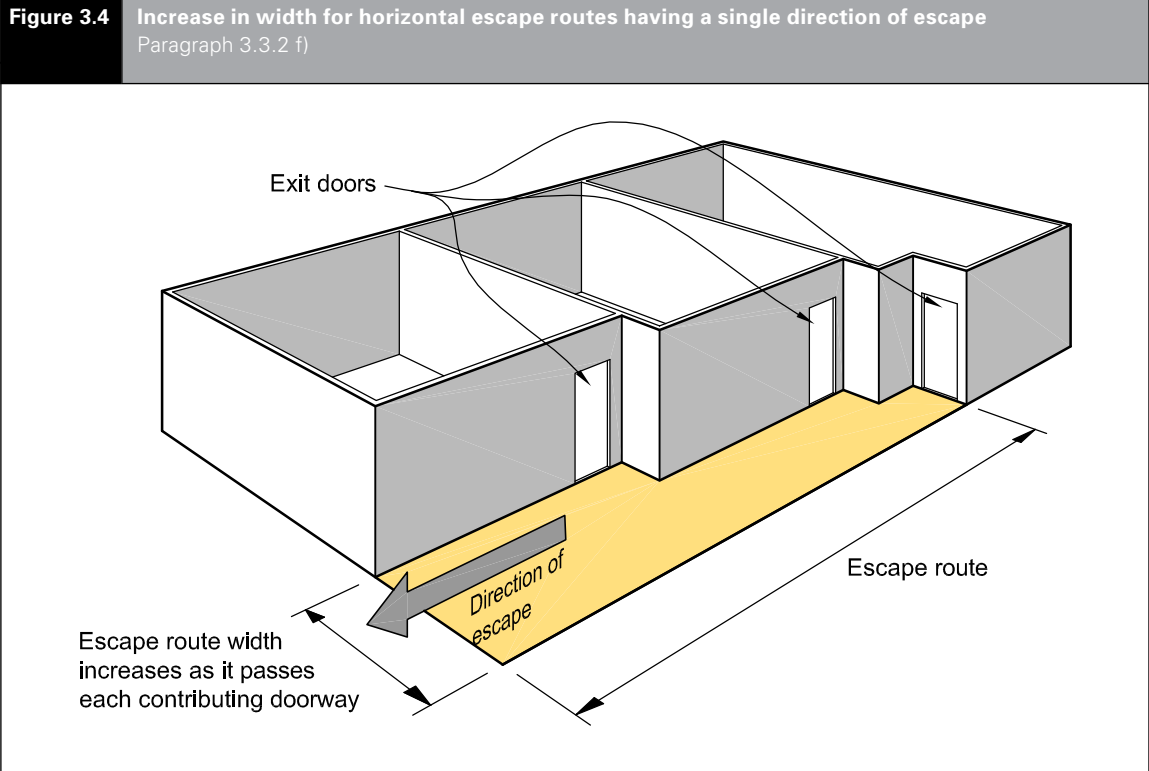 Figure 3.4
Increase in width for horizontal escape routes having a single direction of escape
Paragraph 3.3.2 f)
Exit doors
Escape route
Direction of
escape
Escape route width
increases as it passes
each contributing doorway